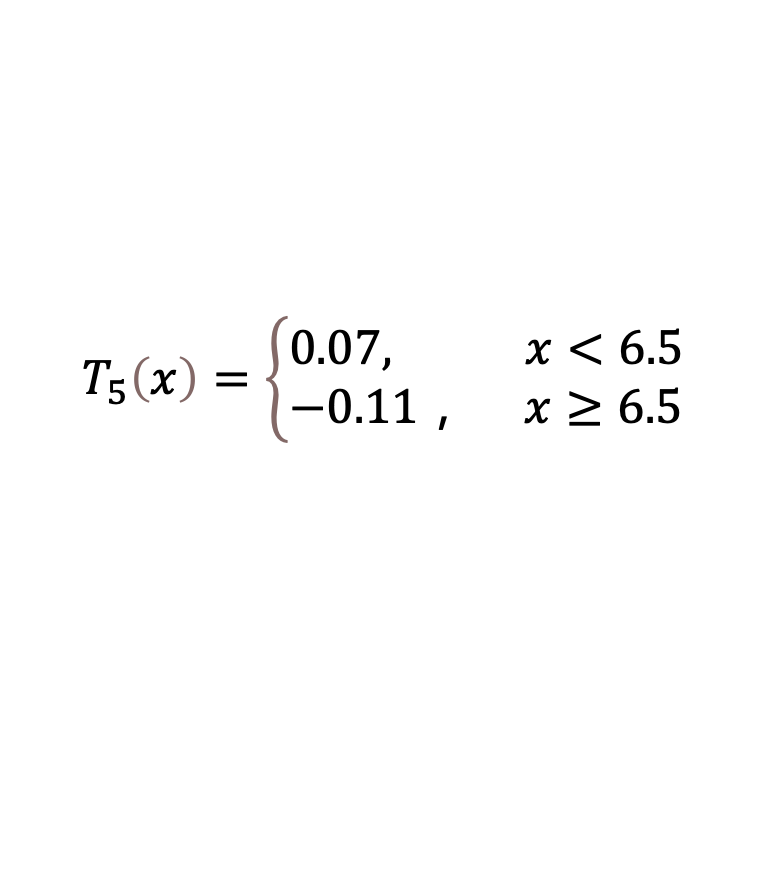 T₅(x) = { 0.07, x < 6.5
−0.11 , x ≥ 6.5